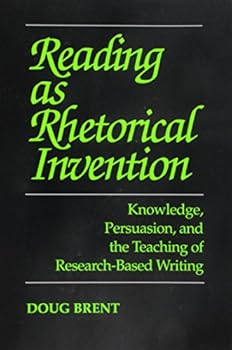 Reading
as
Rhetorical
Invention
Knowledge,
Persuasion, and
the Teaching of
Research-Based Writing
DOUG BRENT